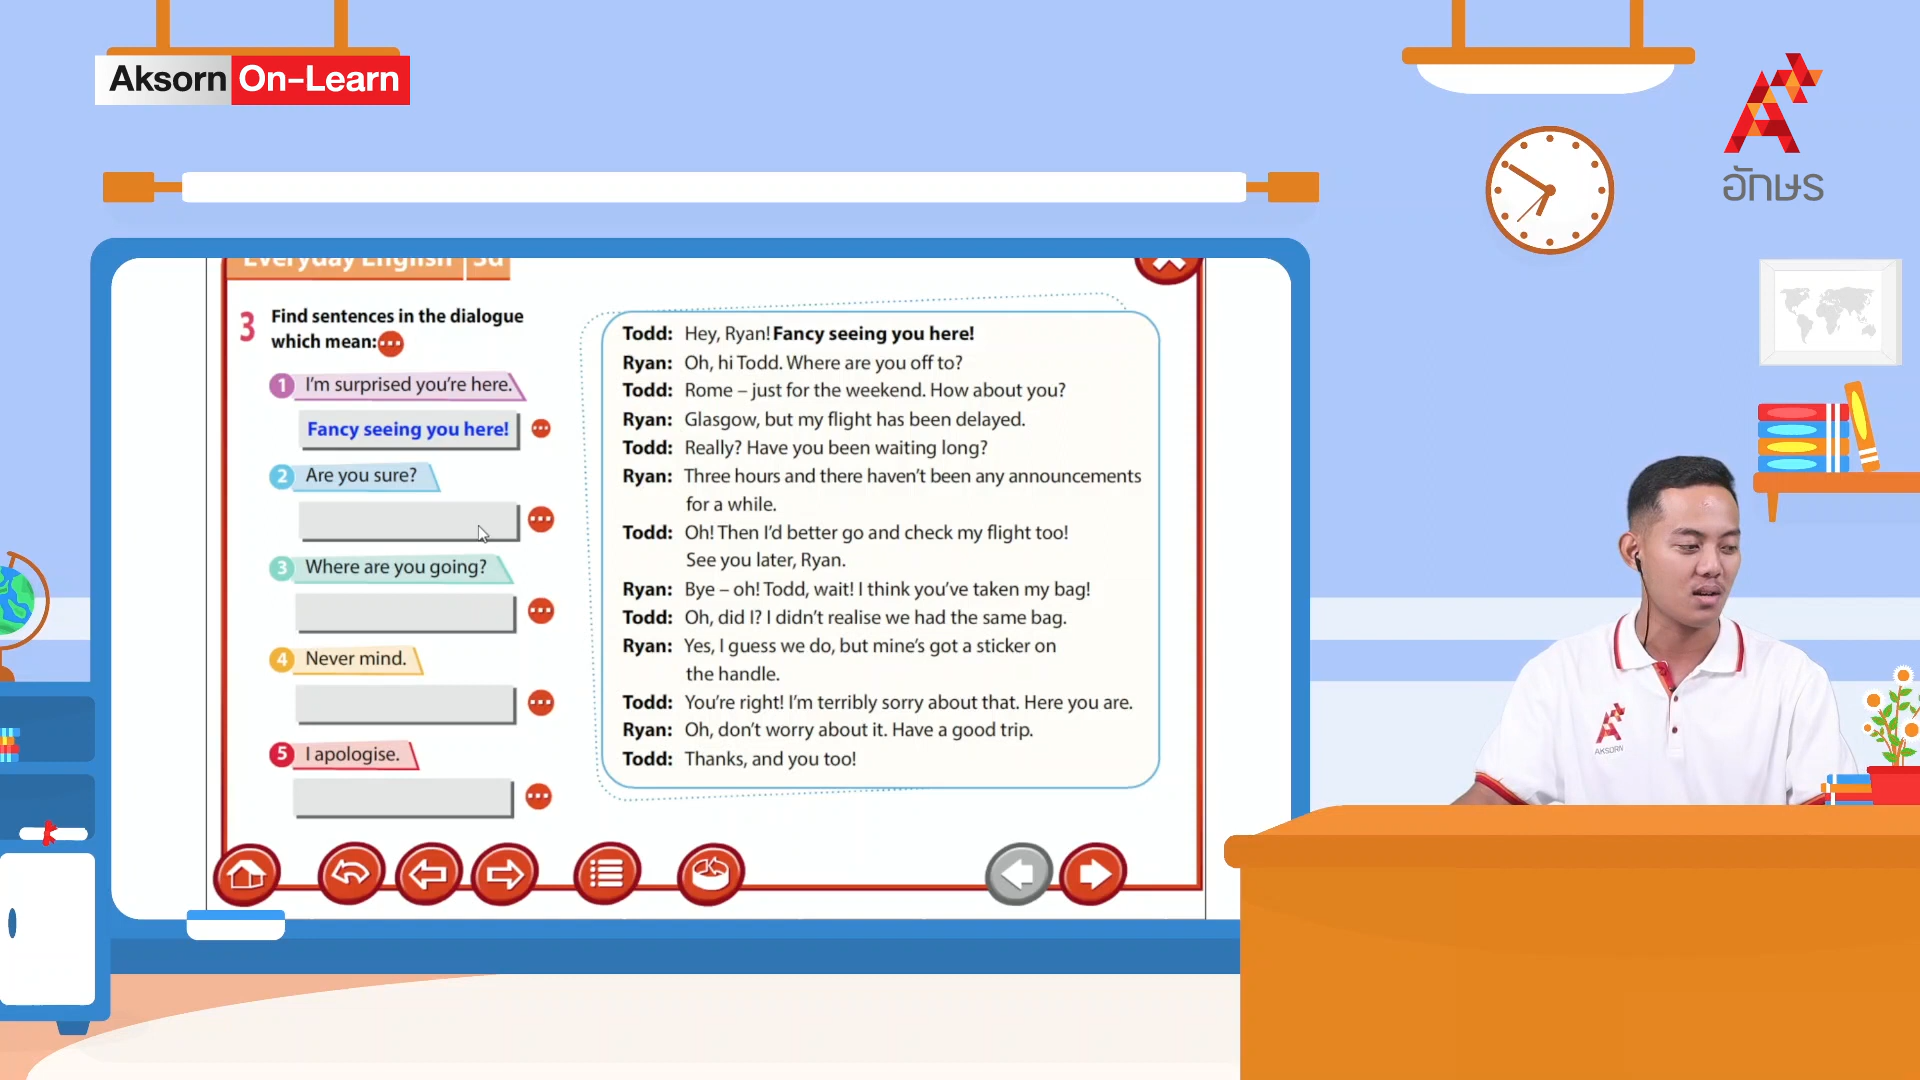 Aksorn On-Learn
อักษร
Everyday English 3d
3 Find sentences in the dialogue
which mean:
1 I'm surprised you're here.
Fancy seeing you here!
2 Are you sure?
3 Where are you going?
4 Never mind.
5 I apologise.
Todd: Hey, Ryan! Fancy seeing you here!
Ryan: Oh, hi Todd. Where are you off to?
Todd: Rome – just for the weekend. How about you?
Ryan: Glasgow, but my flight has been delayed.
Todd: Really? Have you been waiting long?
Ryan: Three hours and there haven't been any announcements
for a while.
Todd: Oh! Then I'd better go and check my flight too!
See you later, Ryan.
Ryan: Bye – oh! Todd, wait! I think you've taken my bag!
Todd: Oh, did I? I didn't realise we had the same bag.
Ryan: Yes, I guess we do, but mine's got a sticker on
the handle.
Todd: You're right! I'm terribly sorry about that. Here you are.
Ryan: Oh, don't worry about it. Have a good trip.
Todd: Thanks, and you too!
AKSORN